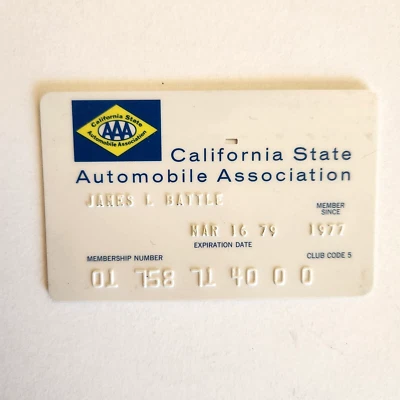 California State
AAA
Automobile Association
California State
Automobile Association
JAMES L BATTLE
MEMBER
SINCE
MAR 16 79 1977
EXPIRATION DATE
MEMBERSHIP NUMBER CLUB CODE 5
01 758 71 40 0 0